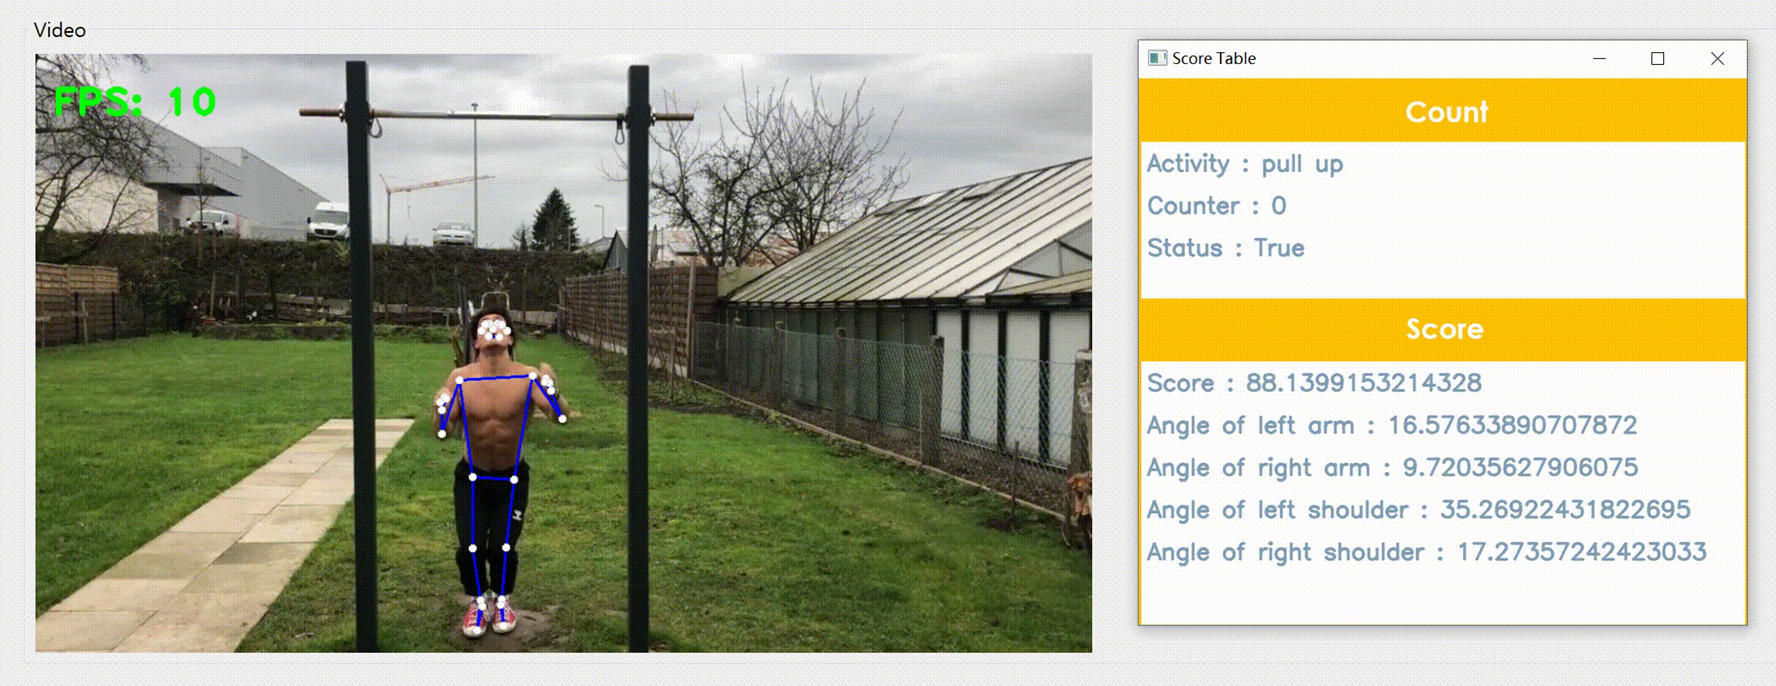 Video
FPS: 10
Score Table
Count
Activity : pull up
Counter : 0
Status : True
Score
Score : 88.1399153214328
Angle of left arm : 16.57633890707872
Angle of right arm : 9.72035627906075
Angle of left shoulder : 35.26922431822695
Angle of right shoulder : 17.27357242423033